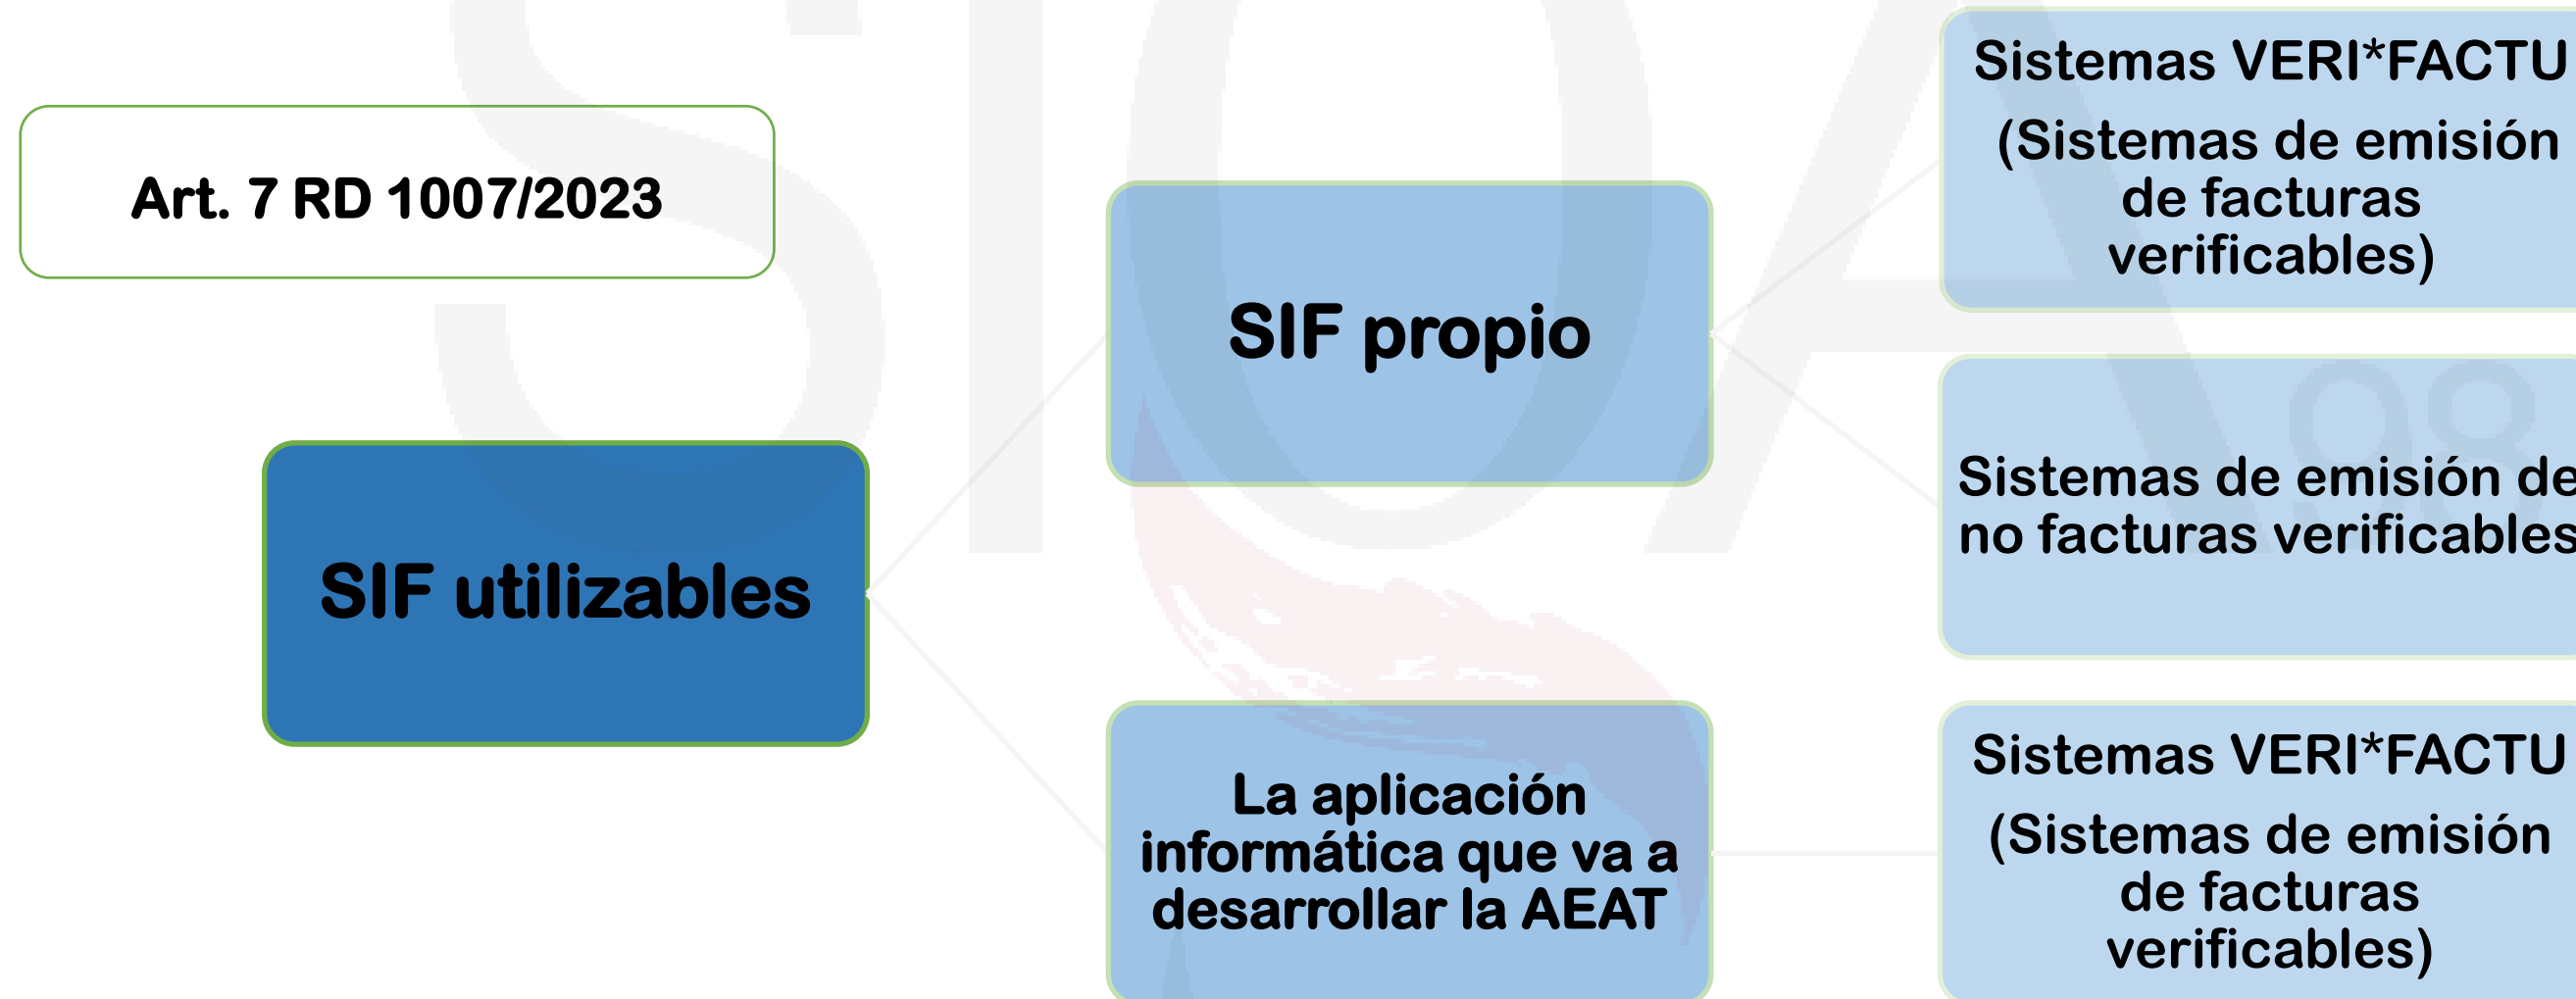 Art. 7 RD 1007/2023
SIF utilizables
SIF propio
Sistemas VERI*FACTU
(Sistemas de emisión
de facturas
verificables)
Sistemas de emisión de
no facturas verificables
La aplicación
informática que va a
desarrollar la AEAT
Sistemas VERI*FACTU
(Sistemas de emisión
de facturas
verificables)
SIQA
98